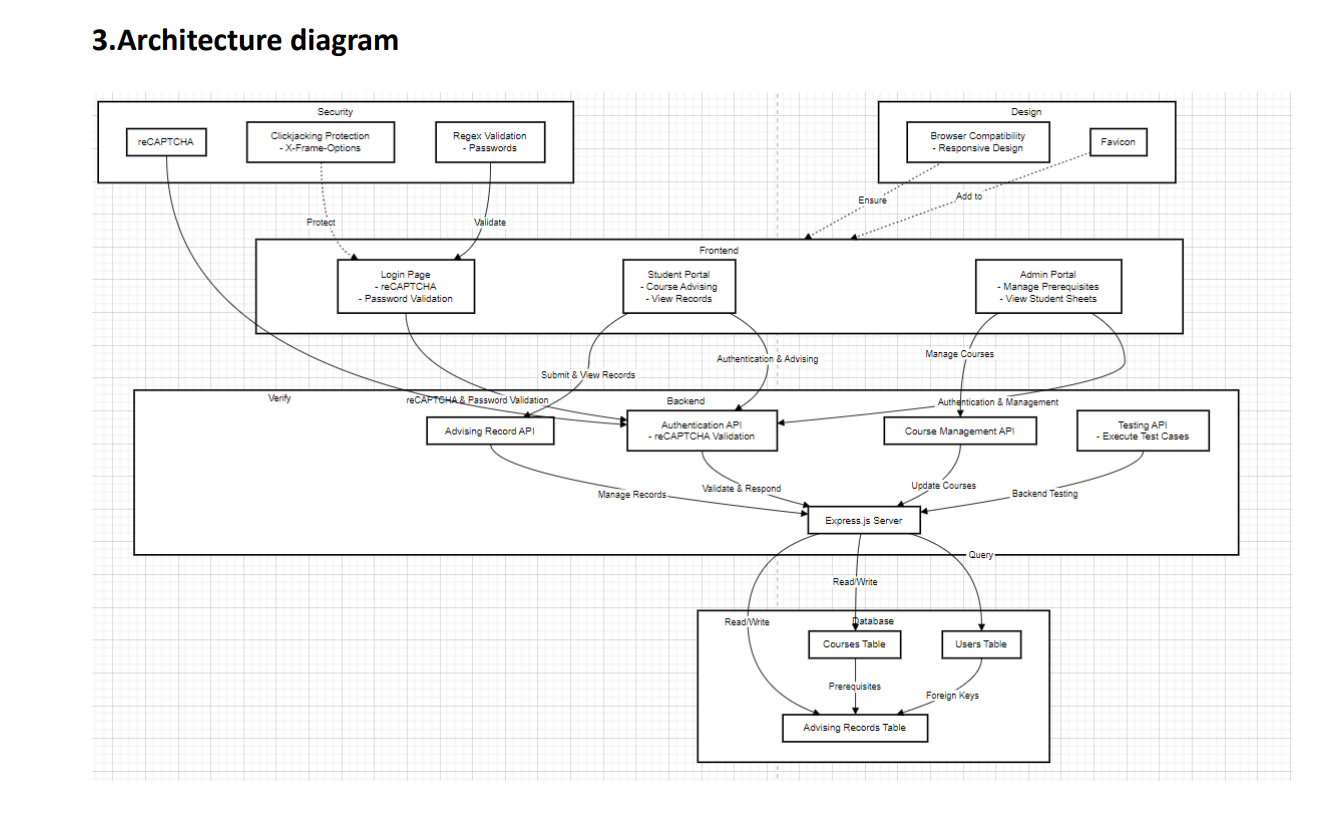 3.Architecture diagram
Security
Design
reCAPTCHA
Clickjacking Protection
- X-Frame-Options
Regex Validation
- Passwords
Browser Compatibility
- Responsive Design
Favicon
Ensure
Add to
Protect
Validate
Frontend
Login Page
- reCAPTCHA
- Password Validation
Student Portal
- Course Advising
- View Records
Admin Portal
- Manage Prerequisites
- View Student Sheets
Manage Courses
Authentication & Advising
Submit & View Records
Verify
reCAPTCHA & Password Validation
Backend
Authentication & Management
Advising Record API
Authentication API
- reCAPTCHA Validation
Course Management API
Testing API
- Execute Test Cases
Manage Records
Validate & Respond
Update Courses
Backend Testing
Express.js Server
Query
Read/Write
Read/Write
Database
Courses Table
Users Table
Prerequisites
Foreign Keys
Advising Records Table